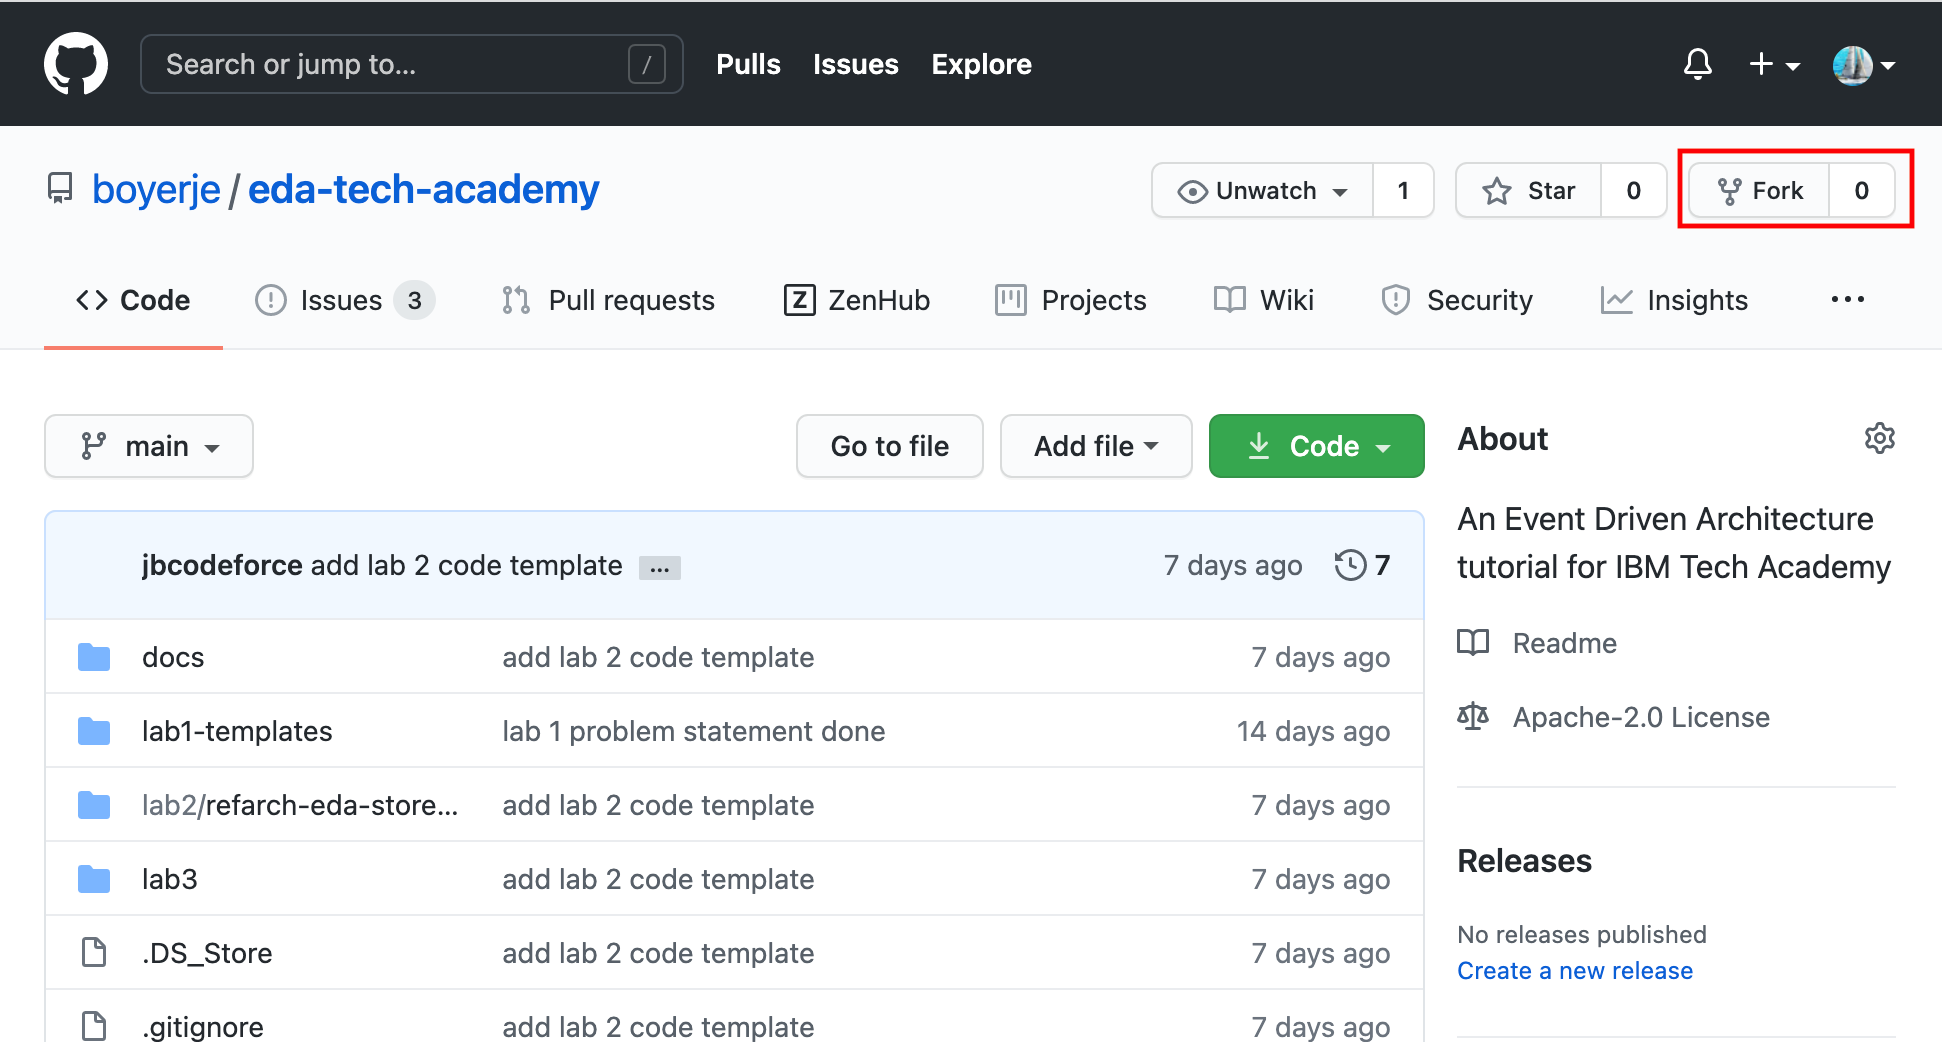 Search or jump to... /
Pulls Issues Explore
boyerje / eda-tech-academy
Unwatch 1 Star 0 Fork 0
Code Issues 3 Pull requests ZenHub Projects Wiki Security Insights ...
main Go to file Add file Code
jbcodeforce add lab 2 code template ... 7 days ago 7
docs add lab 2 code template 7 days ago
lab1-templates lab 1 problem statement done 14 days ago
lab2/refarch-eda-store... add lab 2 code template 7 days ago
lab3 add lab 2 code template 7 days ago
.DS_Store add lab 2 code template 7 days ago
.gitignore add lab 2 code template 7 days ago
About
An Event Driven Architecture
tutorial for IBM Tech Academy
Readme
Apache-2.0 License
Releases
No releases published
Create a new release